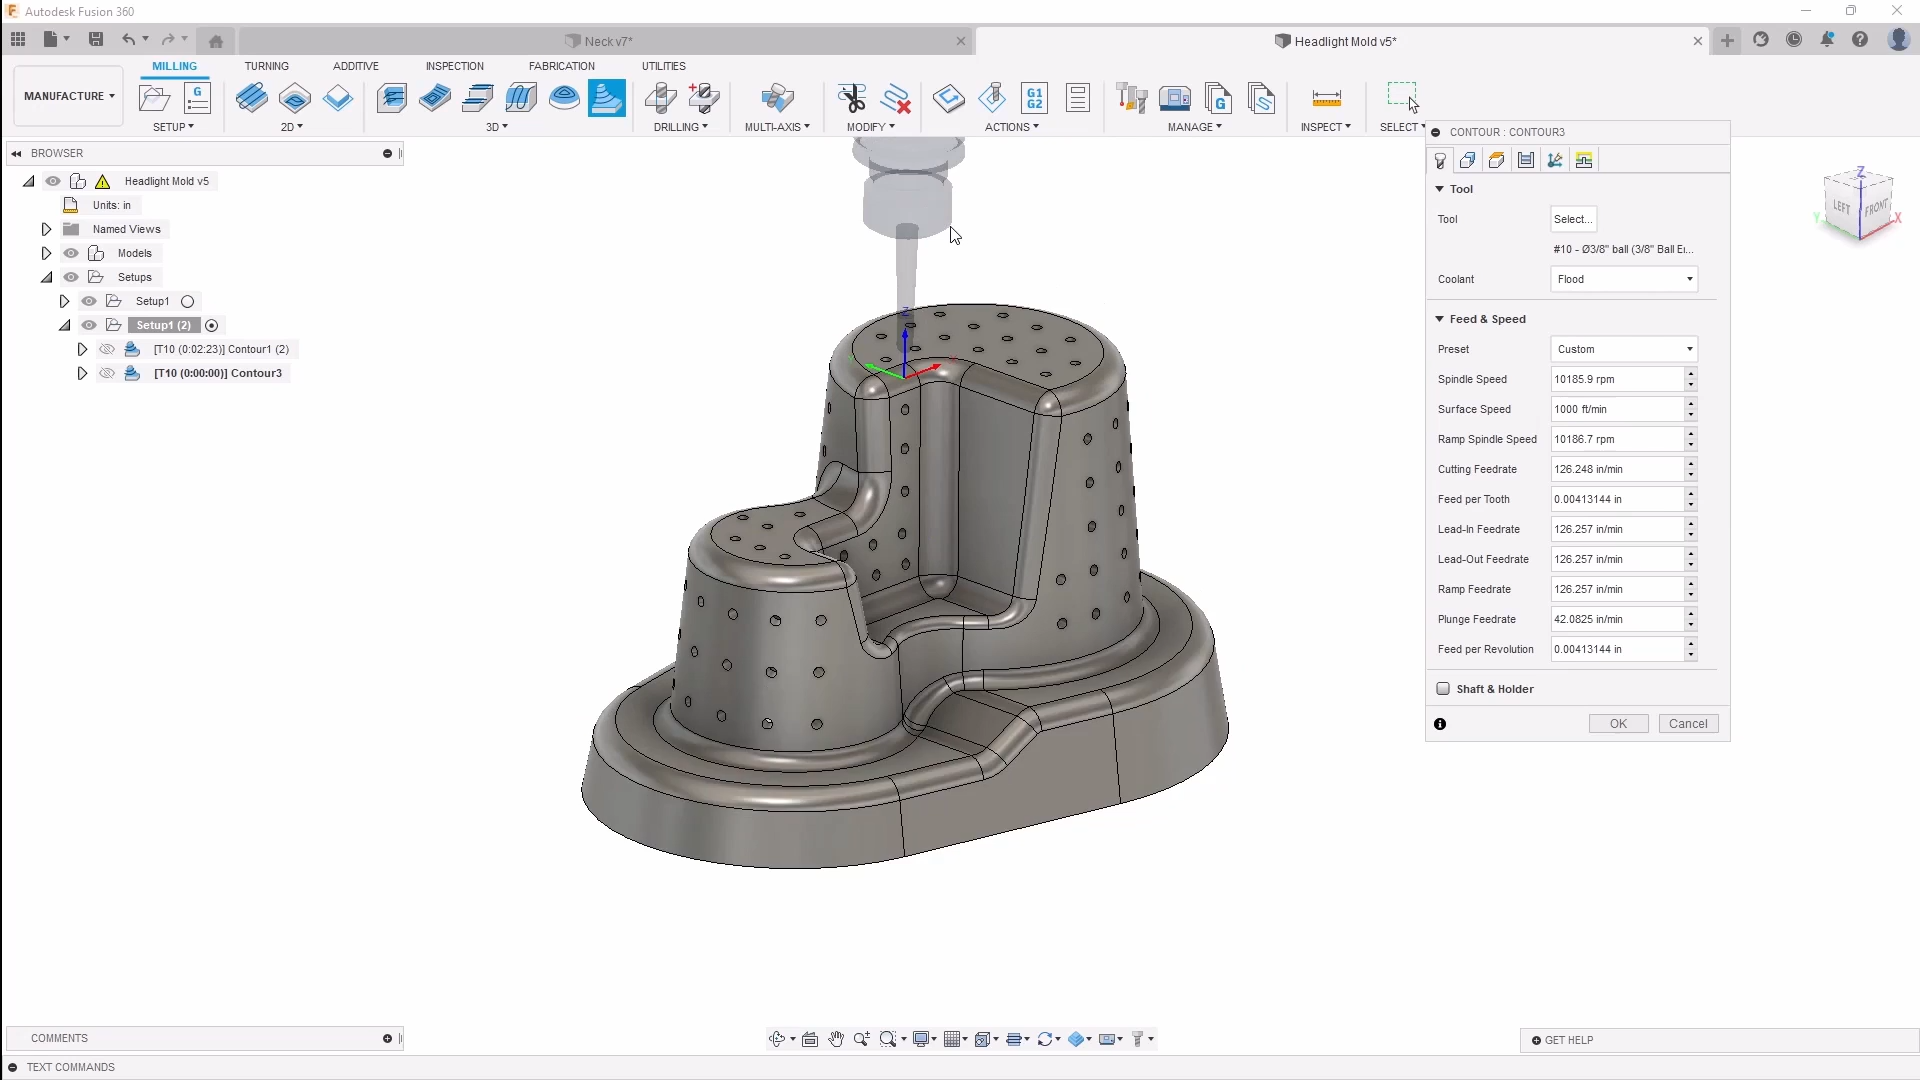 Autodesk Fusion 360
Neck v7*
Headlight Mold v5*
MILLING
TURNING
ADDITIVE
INSPECTION
FABRICATION
UTILITIES
MANUFACTURE
G
G1
G2
G
SETUP
2D
3D
DRILLING
MULTI-AXIS
MODIFY
ACTIONS
MANAGE
INSPECT
SELECT
BROWSER
Headlight Mold v5
Units: in
Named Views
Models
Setups
Setup1
Setup1 (2)
[T10 (0:02:23)] Contour1 (2)
[T10 (0:00:00)] Contour3
Z
CONTOUR : CONTOUR3
Tool
Tool Select...
#10 - Ø3/8" ball (3/8" Ball E...
Coolant Flood
Feed & Speed
Preset Custom
Spindle Speed 10185.9 rpm
Surface Speed 1000 ft/min
Ramp Spindle Speed 10186.7 rpm
Cutting Feedrate 126.248 in/min
Feed per Tooth 0.00413144 in
Lead-In Feedrate 126.257 in/min
Lead-Out Feedrate 126.257 in/min
Ramp Feedrate 126.257 in/min
Plunge Feedrate 42.0825 in/min
Feed per Revolution 0.00413144 in
Shaft & Holder
OK Cancel
Z
LEFT FRONT
Y X
COMMENTS
GET HELP
TEXT COMMANDS